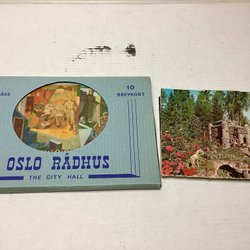 10
BREVKORT
OSLO RÅDHUS
THE CITY HALL